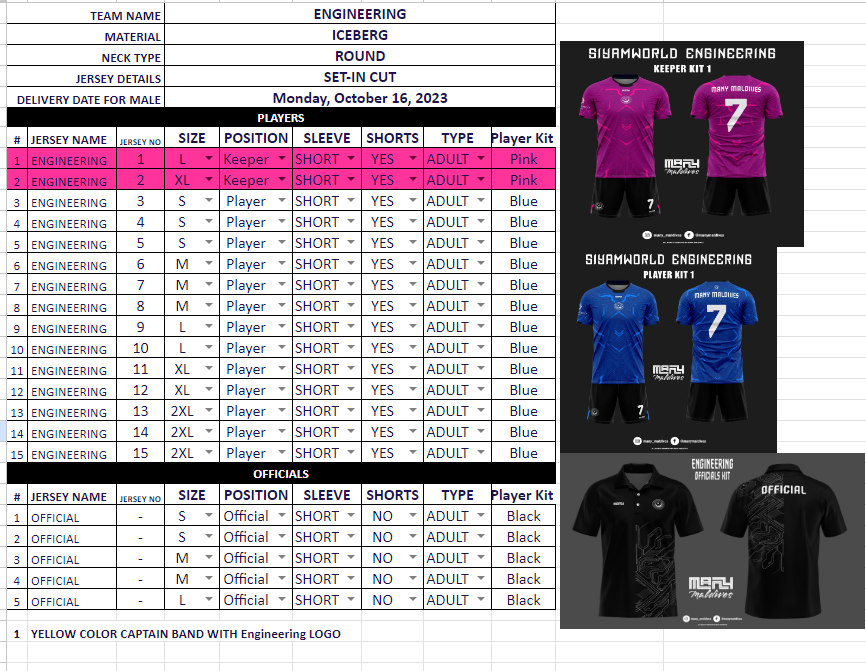 TEAM NAME ENGINEERING
MATERIAL ICEBERG
NECK TYPE ROUND
JERSEY DETAILS SET-IN CUT
DELIVERY DATE FOR MALE Monday, October 16, 2023
PLAYERS
# JERSEY NAME JERSEY NO SIZE POSITION SLEEVE SHORTS TYPE Player Kit
1 ENGINEERING 1 L Keeper SHORT YES ADULT Pink
2 ENGINEERING 2 XL Keeper SHORT YES ADULT Pink
3 ENGINEERING 3 S Player SHORT YES ADULT Blue
4 ENGINEERING 4 S Player SHORT YES ADULT Blue
5 ENGINEERING 5 S Player SHORT YES ADULT Blue
6 ENGINEERING 6 M Player SHORT YES ADULT Blue
7 ENGINEERING 7 M Player SHORT YES ADULT Blue
8 ENGINEERING 8 M Player SHORT YES ADULT Blue
9 ENGINEERING 9 L Player SHORT YES ADULT Blue
10 ENGINEERING 10 L Player SHORT YES ADULT Blue
11 ENGINEERING 11 XL Player SHORT YES ADULT Blue
12 ENGINEERING 12 XL Player SHORT YES ADULT Blue
13 ENGINEERING 13 2XL Player SHORT YES ADULT Blue
14 ENGINEERING 14 2XL Player SHORT YES ADULT Blue
15 ENGINEERING 15 2XL Player SHORT YES ADULT Blue
OFFICIALS
# JERSEY NAME JERSEY NO SIZE POSITION SLEEVE SHORTS TYPE Player Kit
1 OFFICIAL - S Official SHORT NO ADULT Black
2 OFFICIAL - S Official SHORT NO ADULT Black
3 OFFICIAL - M Official SHORT NO ADULT Black
4 OFFICIAL - M Official SHORT NO ADULT Black
5 OFFICIAL - L Official SHORT NO ADULT Black
1 YELLOW COLOR CAPTAIN BAND WITH Engineering LOGO
SIYAMWORLD ENGINEERING
KEEPER KIT 1
MANY MALDIVES
7
MANY
Maldives
7
many_maldives @manymaldives
SIYAMWORLD ENGINEERING
PLAYER KIT 1
MANY MALDIVES
7
MANY
Maldives
7
many_maldives @manymaldives
ENGINEERING
OFFICIALS KIT
OFFICIAL
MANY
Maldives
many_maldives @manymaldives